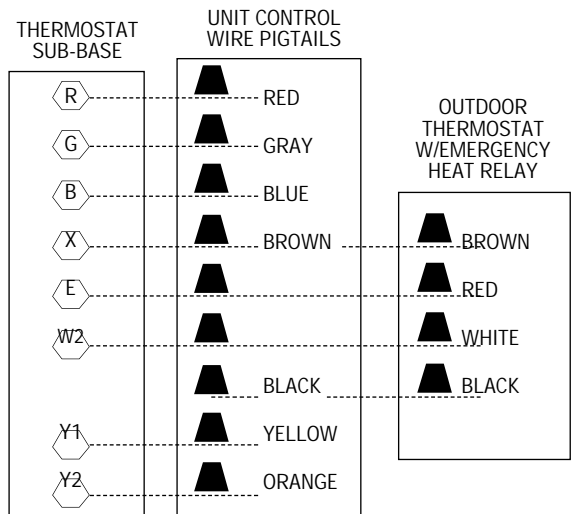 THERMOSTAT
SUB-BASE
UNIT CONTROL
WIRE PIGTAILS
OUTDOOR
THERMOSTAT
W/EMERGENCY
HEAT RELAY
R RED
G GRAY
B BLUE
X BROWN BROWN
E RED
W2 WHITE
BLACK BLACK
Y1 YELLOW
Y2 ORANGE